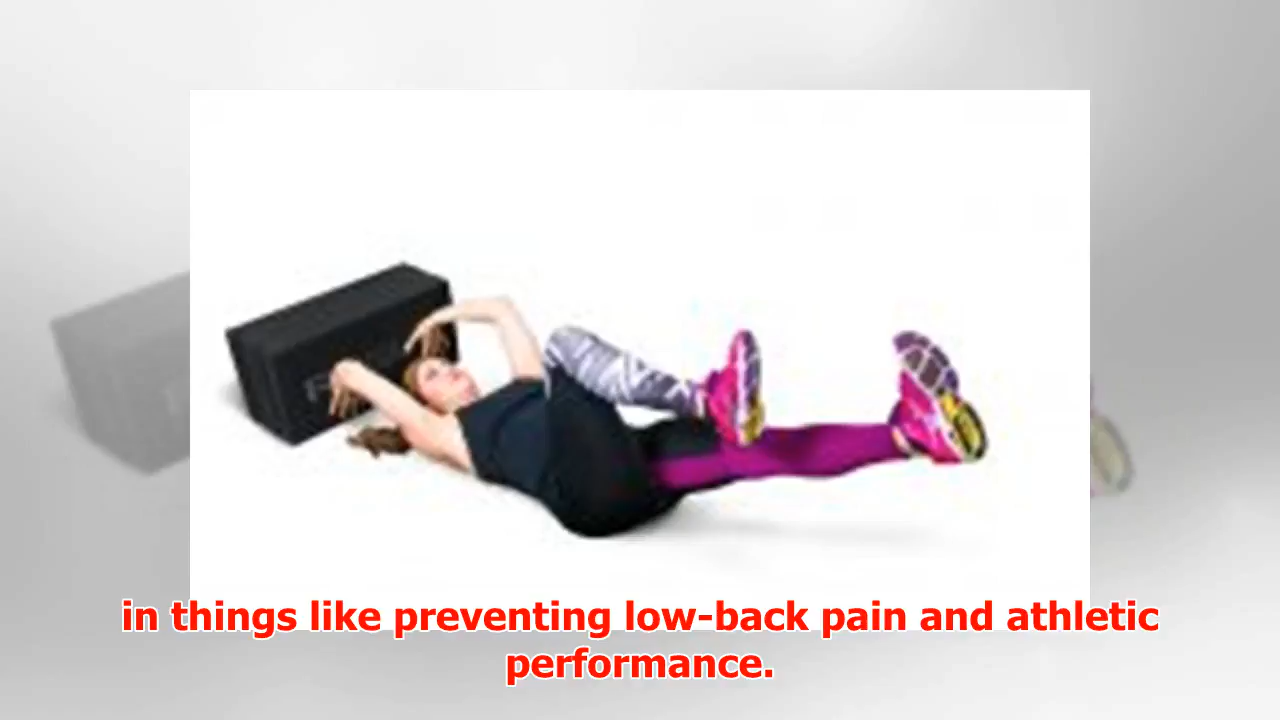 in things like preventing low-back pain and athletic
performance.